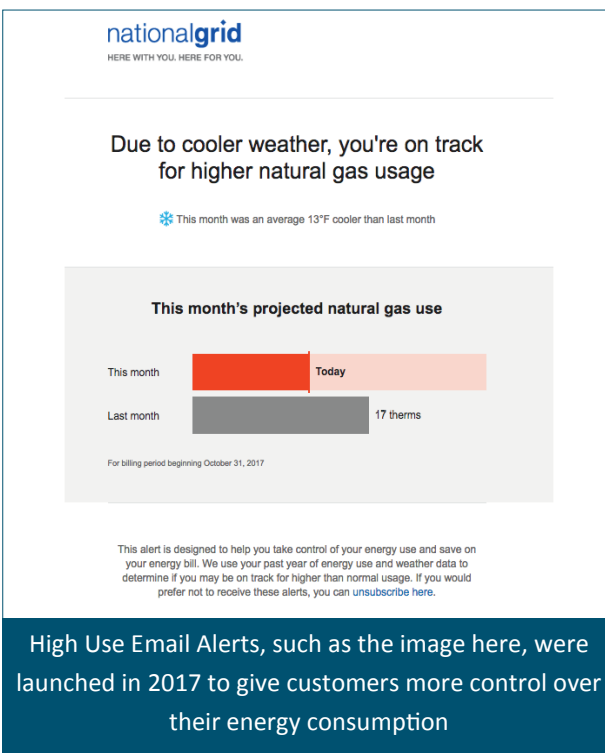 nationalgrid
HERE WITH YOU. HERE FOR YOU.
Due to cooler weather, you're on track
for higher natural gas usage
This month was an average 13°F cooler than last month
This month's projected natural gas use
This month
Today
Last month
17 therms
For billing period beginning October 31, 2017
This alert is designed to help you take control of your energy use and save on
your energy bill. We use your past year of energy use and weather data to
determine if you may be on track for higher than normal usage. If you would
prefer not to receive these alerts, you can unsubscribe here.
High Use Email Alerts, such as the image here, were
launched in 2017 to give customers more control over
their energy consumption